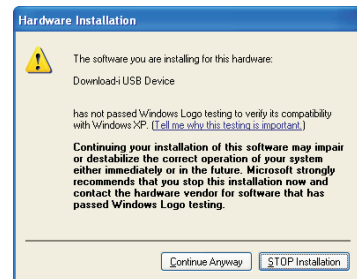 Hardware Installation
The software you are installing for this hardware:
Download-i USB Device
has not passed Windows Logo testing to verify its compatibility
with Windows XP. (Tell me why this testing is important.)
Continuing your installation of this software may impair
or destabilize the correct operation of your system
either immediately or in the future. Microsoft strongly
recommends that you stop this installation now and
contact the hardware vendor for software that has
passed Windows Logo testing.
Continue Anyway
STOP Installation